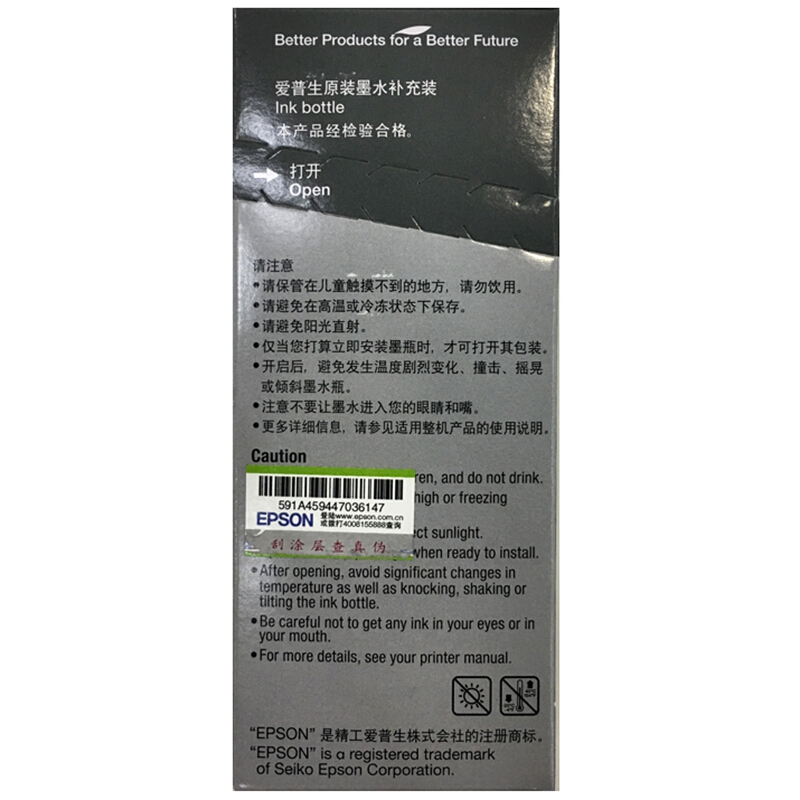 Better Products for a Better Future
爱普生原装墨水补充装
Ink bottle
本产品经检验合格。
打开
Open
请注意
•请保管在儿童触摸不到的地方，请勿饮用。
•请避免在高温或冷冻状态下保存。
•请避免阳光直射。
•仅当您打算立即安装墨瓶时，才可打开其包装。
•开启后，避免发生温度剧烈变化、撞击、摇晃
或倾斜墨水瓶。
•注意不要让墨水进入您的眼睛和嘴。
•更多详细信息，请参见适用整机产品的使用说明。
Caution
ren, and do not drink.
high or freezing
591A459447036147
EPSON 登陆www.epson.com.cn
或拨打4008155888查询
ect sunlight.
刮涂层查真伪
when ready to install.
•After opening, avoid significant changes in
temperature as well as knocking, shaking or
tilting the ink bottle.
•Be careful not to get any ink in your eyes or in
your mouth.
•For more details, see your printer manual.
“EPSON” 是精工爱普生株式会社的注册商标。
“EPSON” is a registered trademark
of Seiko Epson Corporation.